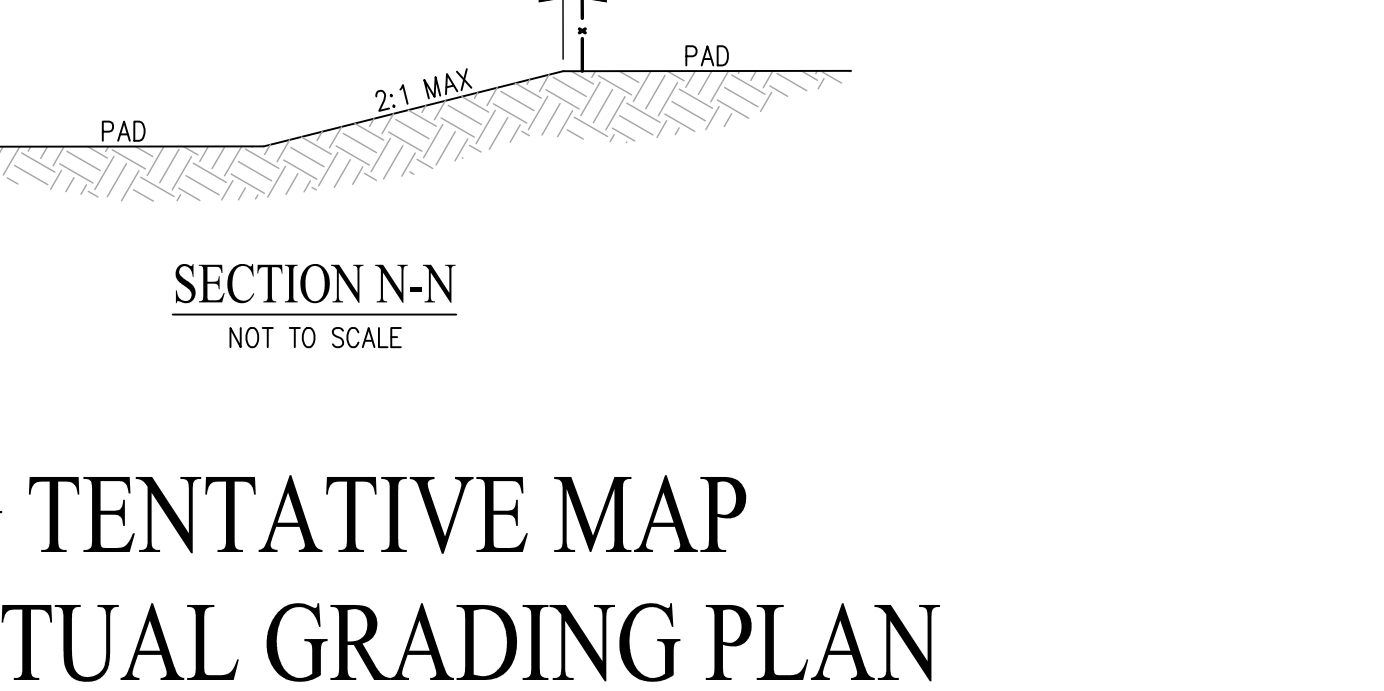 PAD
2:1 MAX
PAD
SECTION N-N
NOT TO SCALE
TENTATIVE MAP
TUAL GRADING PLAN